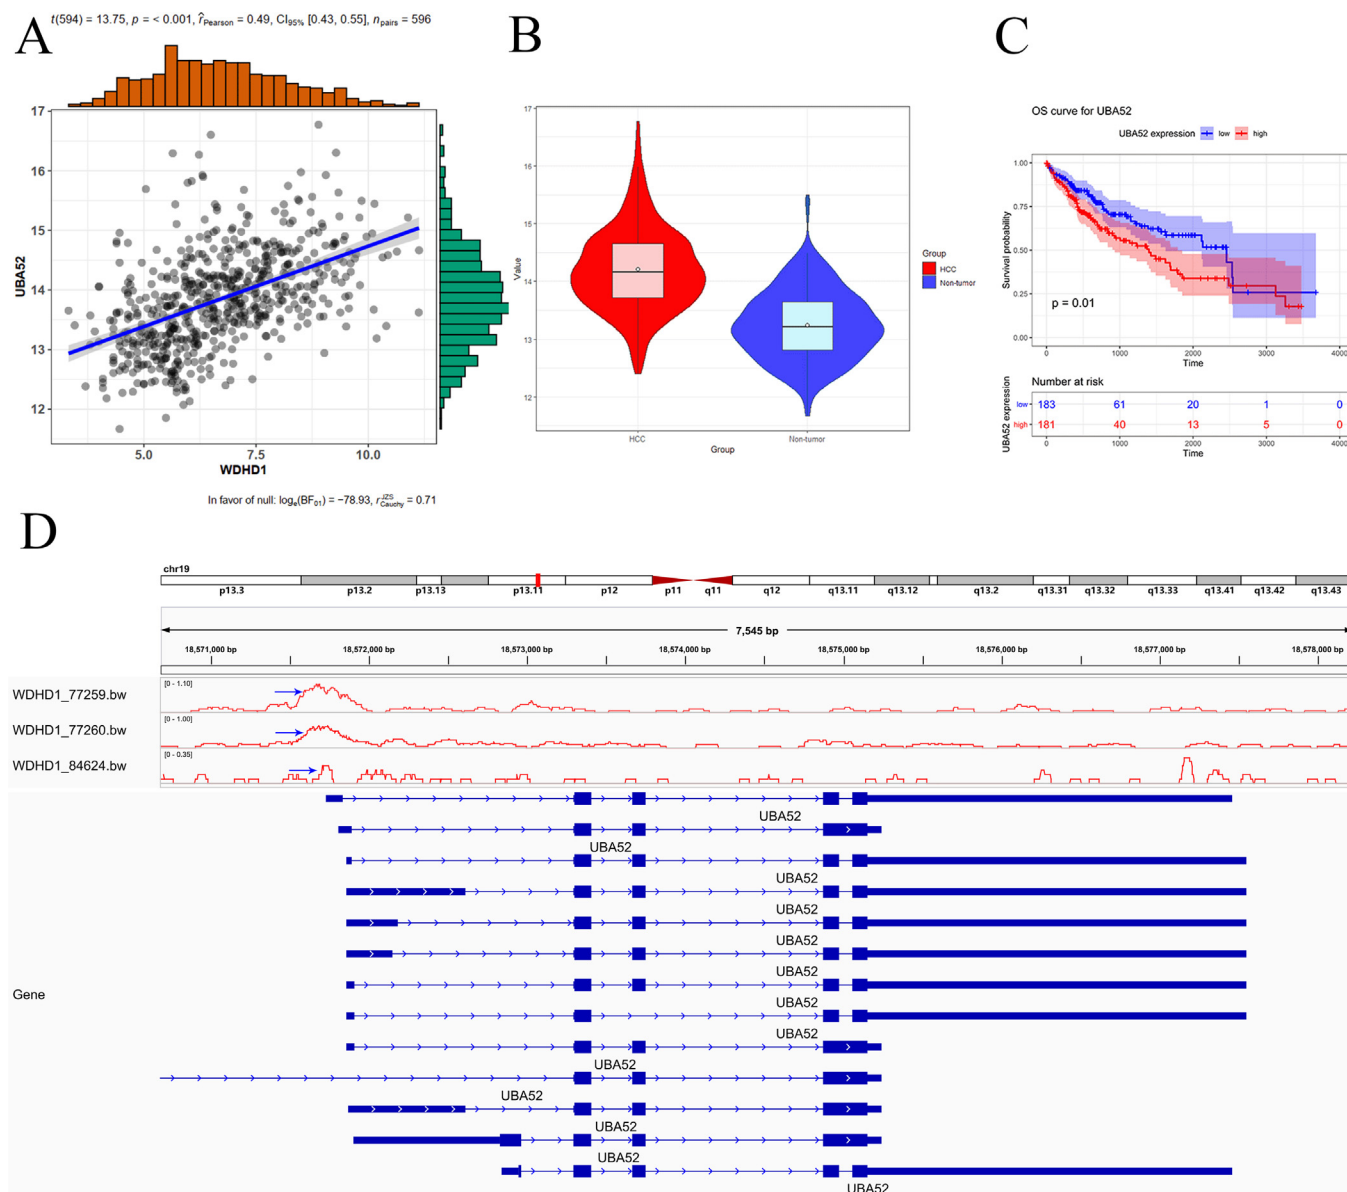 A
t(594) = 13.75, p = < 0.001, r̂Pearson = 0.49, CI95% [0.43, 0.55], npairs = 596
17
16
15
14
13
12
UBA52
5.0 7.5 10.0
WDHD1
In favor of null: loge(BF01) = −78.93, rJZSCauchy = 0.71
B
17
16
15
14
13
12
Value
HCC Non-tumor
Group
Group
HCC
Non-tumor
C
OS curve for UBA52
UBA52 expression low high
1.00
0.75
0.50
0.25
0.00
Survival probability
p = 0.01
0 1000 2000 3000 4000
Time
Number at risk
UBA52 expression
low 183 61 20 1 0
high 181 40 13 5 0
0 1000 2000 3000 4000
Time
D
chr19
p13.3 p13.2 p13.13 p13.11 p12 p11 q11 q12 q13.11 q13.12 q13.2 q13.31 q13.32 q13.33 q13.41 q13.42 q13.43
7,545 bp
18,571,000 bp 18,572,000 bp 18,573,000 bp 18,574,000 bp 18,575,000 bp 18,576,000 bp 18,577,000 bp 18,578,000 bp
WDHD1_77259.bw [0 - 1.10]
WDHD1_77260.bw [0 - 1.00]
WDHD1_84624.bw [0 - 0.35]
Gene
UBA52
UBA52
UBA52
UBA52
UBA52
UBA52
UBA52
UBA52
UBA52
UBA52
UBA52
UBA52
UBA52